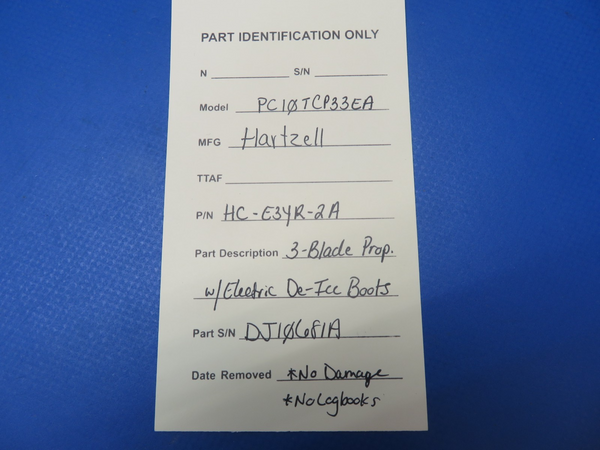 PART IDENTIFICATION ONLY
N S/N
Model PC10TCP33EA
MFG Hartzell
TTAF
P/N HC-E3YR-2A
Part Description 3-Blade Prop.
w/Electric De-Ice Boots
Part S/N DJ10681A
Date Removed *No Damage
*No Logbooks